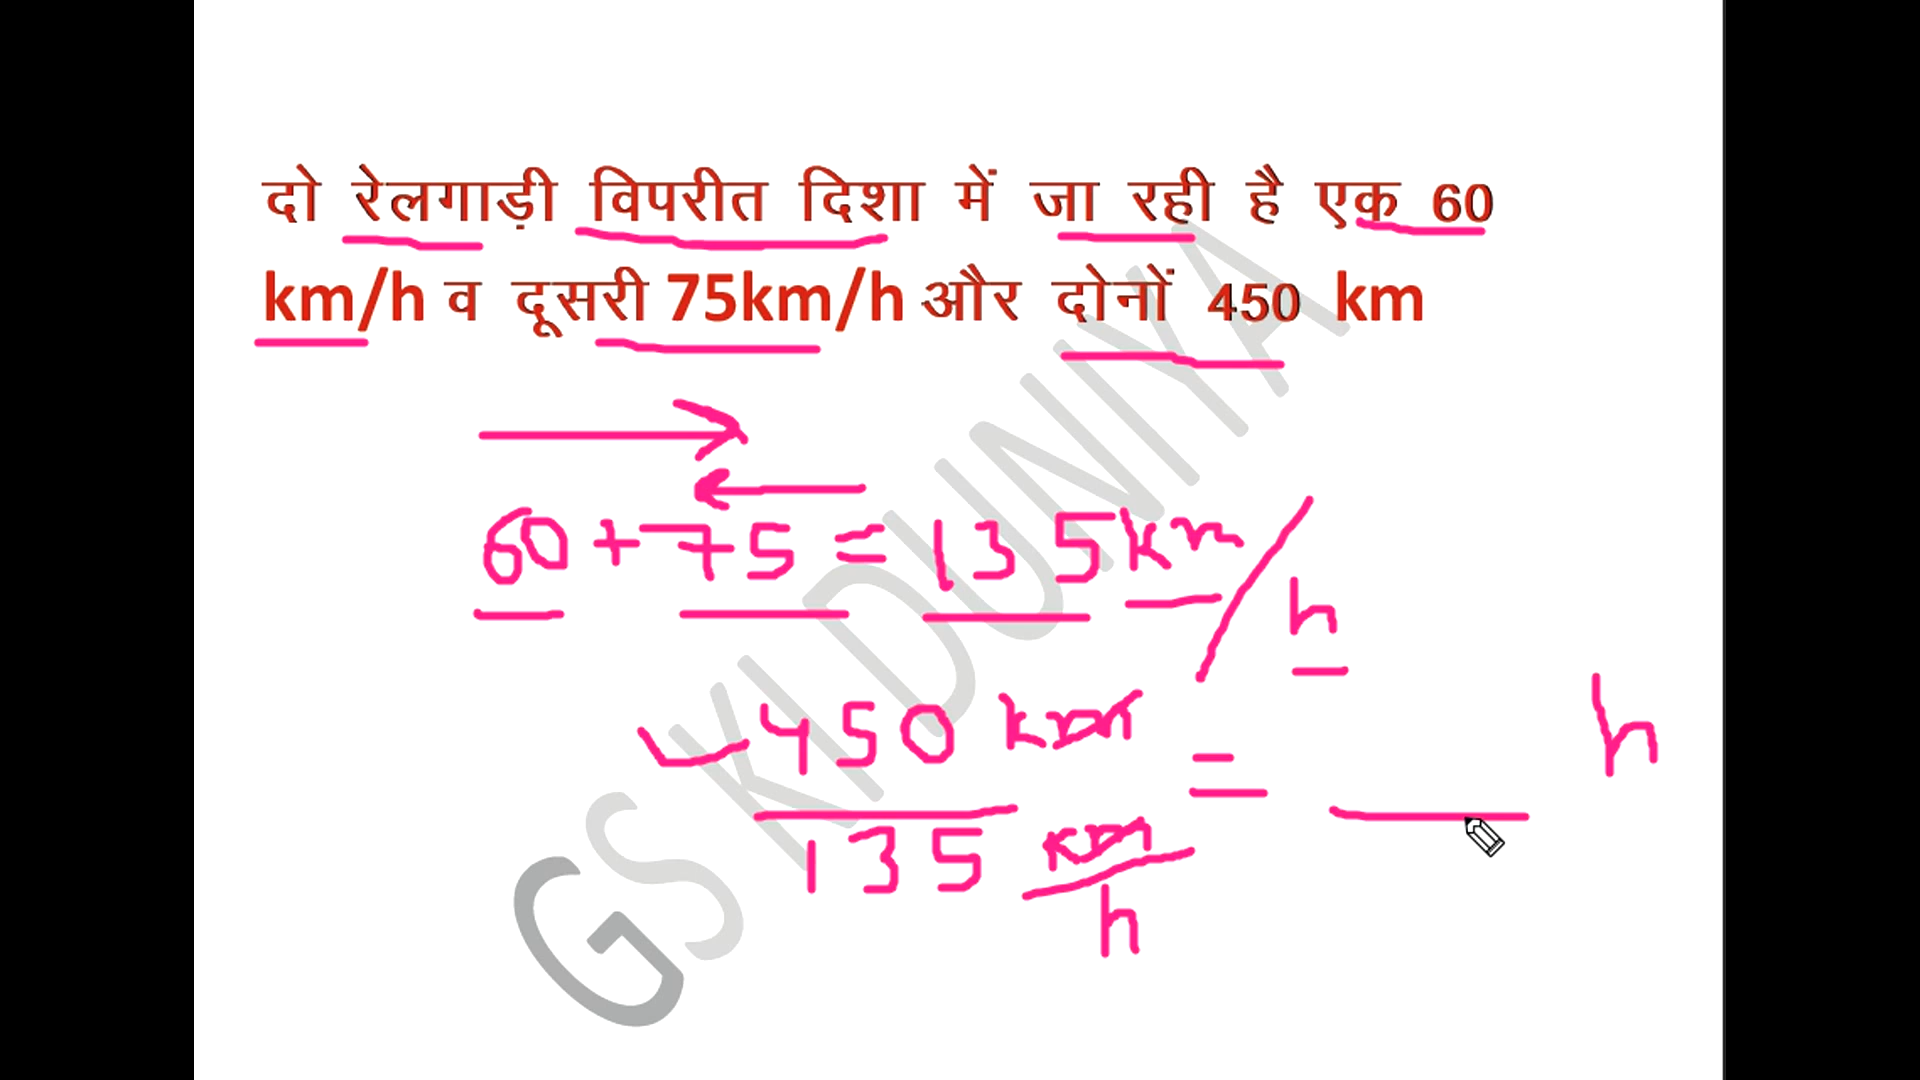 दो रेलगाड़ी विपरीत दिशा में जा रही है एक 60
km/h व दूसरी 75km/h और दोनों 450 km
60 + 75 = 135 km/h
450 km
135 km/h
= h
GS KI DUNIYA